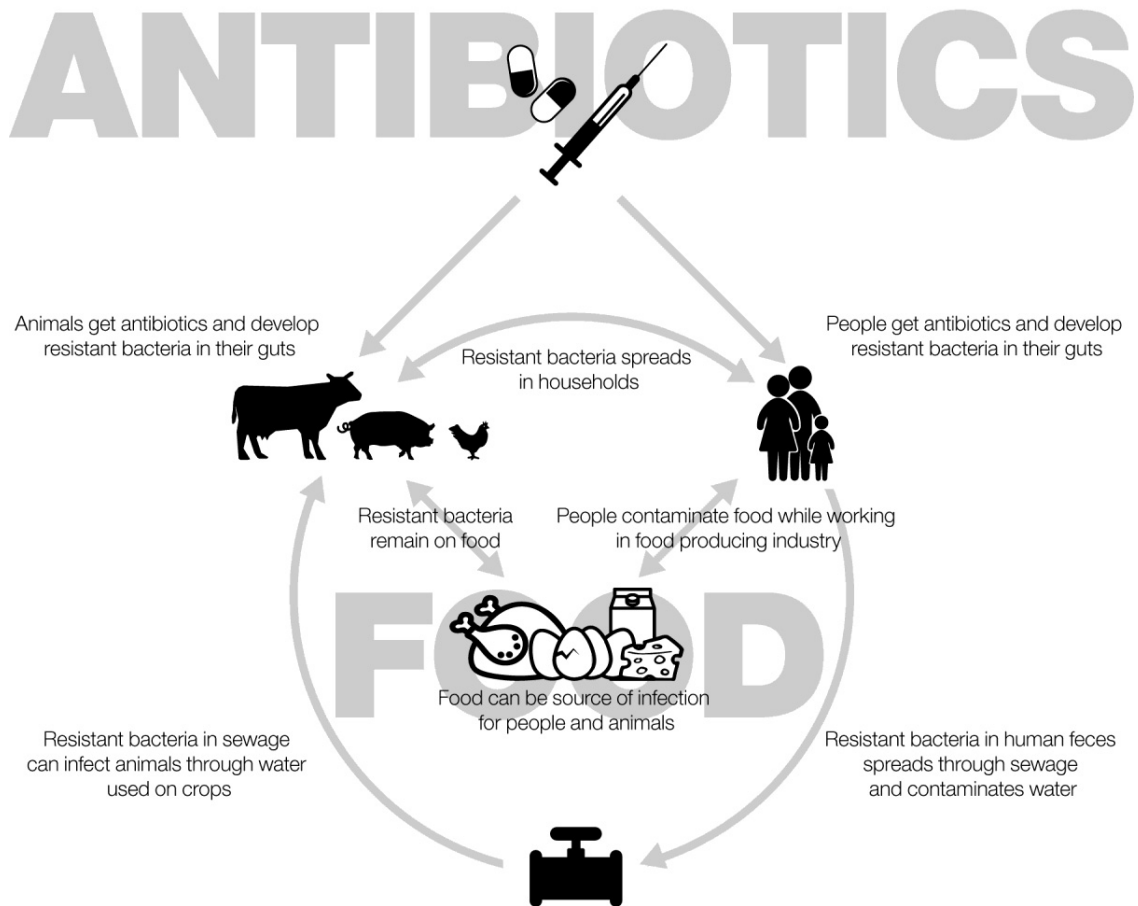 ANTIBIOTICS
Animals get antibiotics and develop
resistant bacteria in their guts
People get antibiotics and develop
resistant bacteria in their guts
Resistant bacteria spreads
in households
Resistant bacteria
remain on food
People contaminate food while working
in food producing industry
FOOD
Food can be source of infection
for people and animals
Resistant bacteria in sewage
can infect animals through water
used on crops
Resistant bacteria in human feces
spreads through sewage
and contaminates water